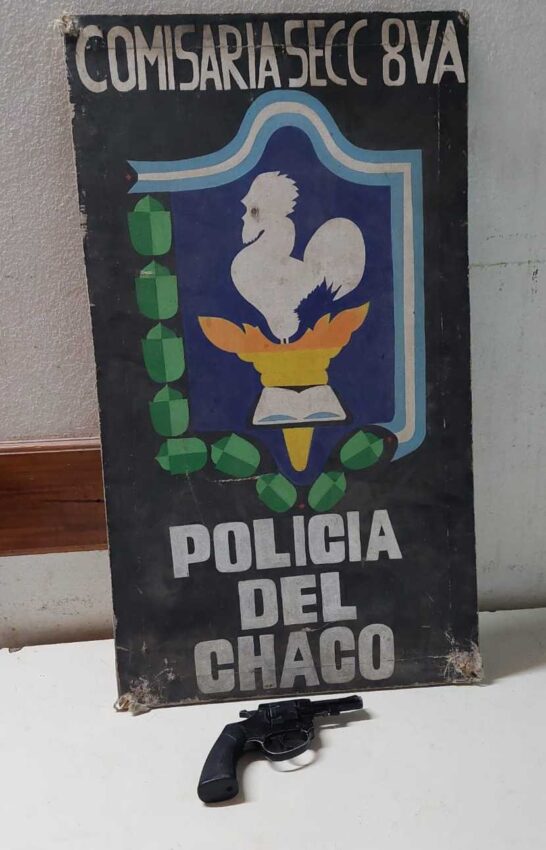 COMISARIA SECC 8VA
POLICIA
DEL
CHACO